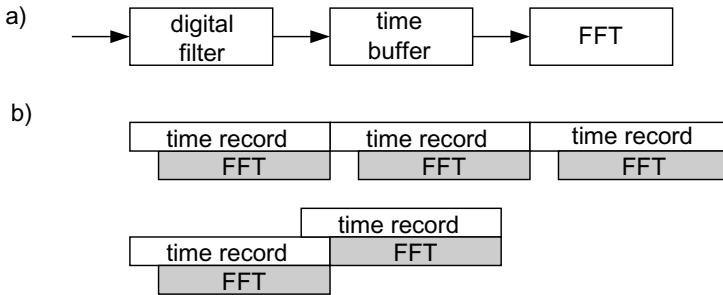 a)
digital filter
time buffer
FFT
b)
time record time record time record
FFT FFT FFT
time record
time record FFT
FFT